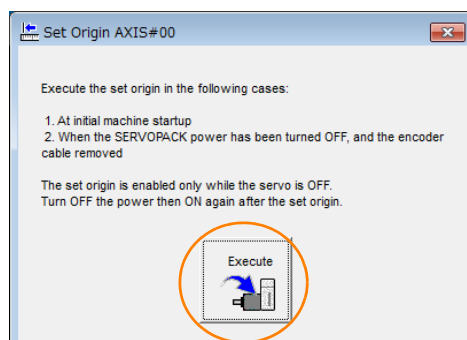 Set Origin AXIS#00
Execute the set origin in the following cases:
1. At initial machine startup
2. When the SERVOPACK power has been turned OFF, and the encoder
cable removed
The set origin is enabled only while the servo is OFF.
Turn OFF the power then ON again after the set origin.
Execute